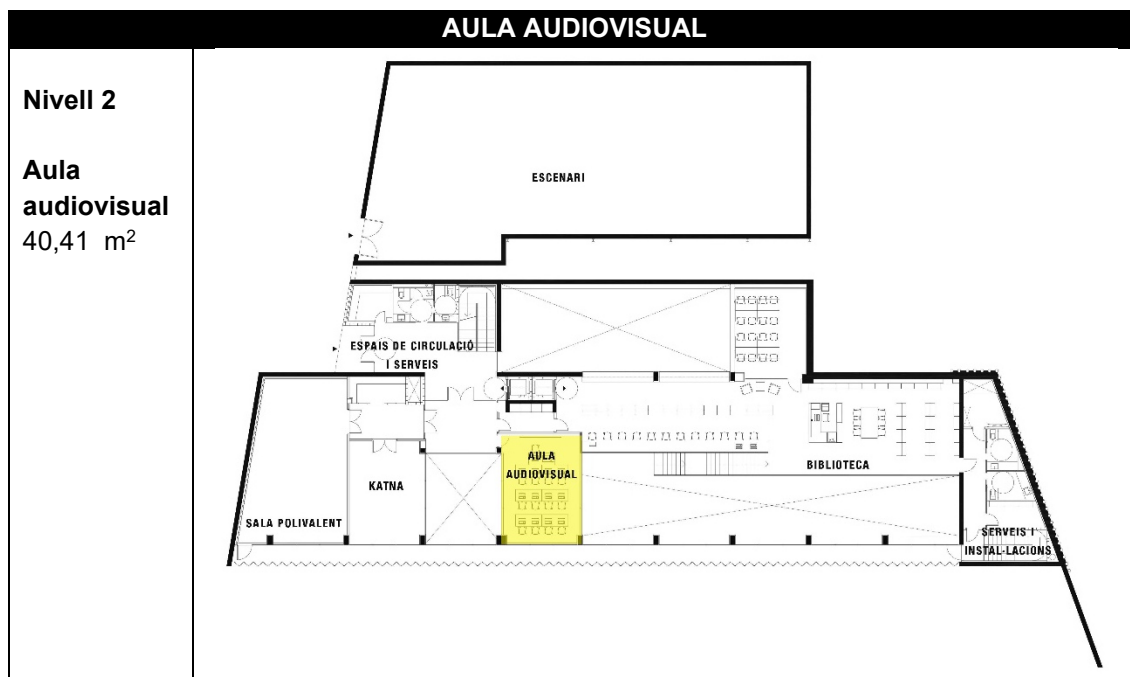 AULA AUDIOVISUAL
Nivell 2
Aula
audiovisual
40,41 m²
ESCENARI
ESPAIS DE CIRCULACIÓ
I SERVEIS
AULA
AUDIOVISUAL
BIBLIOTECA
KATNA
SALA POLIVALENT
SERVEIS I
INSTAL·LACIONS